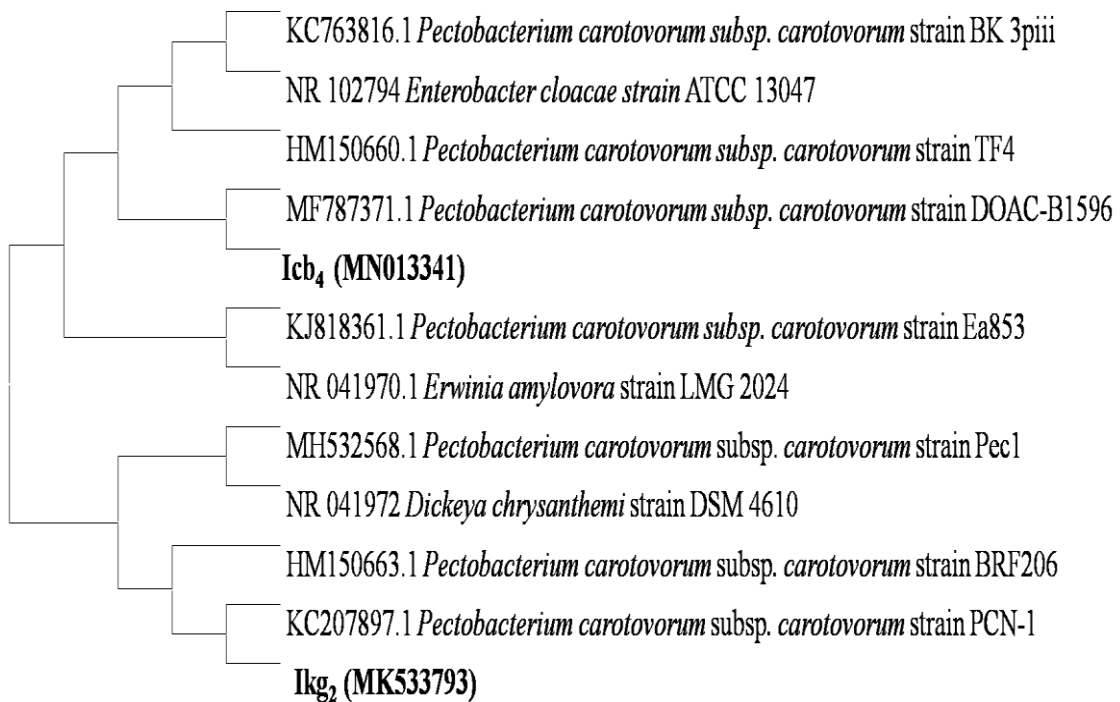 KC763816.1 Pectobacterium carotovorum subsp. carotovorum strain BK 3piii
NR 102794 Enterobacter cloacae strain ATCC 13047
HM150660.1 Pectobacterium carotovorum subsp. carotovorum strain TF4
MF787371.1 Pectobacterium carotovorum subsp. carotovorum strain DOAC-B1596
Icb₄ (MN013341)
KJ818361.1 Pectobacterium carotovorum subsp. carotovorum strain Ea853
NR 041970.1 Erwinia amylovora strain LMG 2024
MH532568.1 Pectobacterium carotovorum subsp. carotovorum strain Pec1
NR 041972 Dickeya chrysanthemi strain DSM 4610
HM150663.1 Pectobacterium carotovorum subsp. carotovorum strain BRF206
KC207897.1 Pectobacterium carotovorum subsp. carotovorum strain PCN-1
Ikg₂ (MK533793)